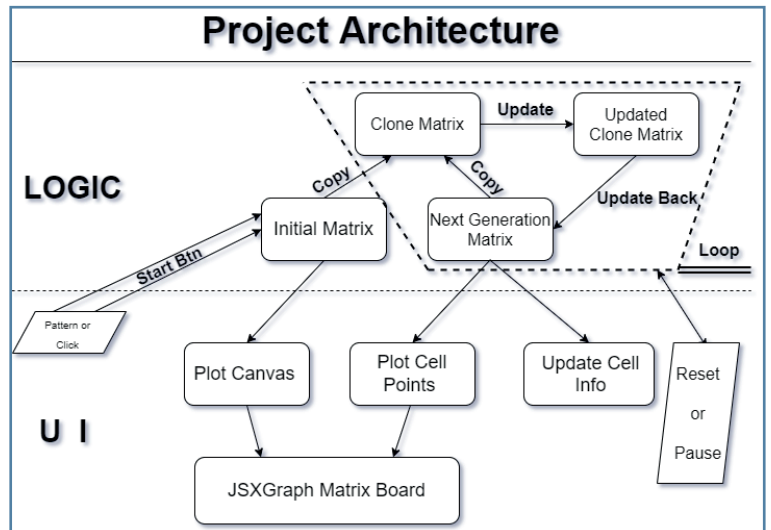 Project Architecture
LOGIC
Clone Matrix
Update
Updated
Clone Matrix
Copy
Copy
Update Back
Initial Matrix
Next Generation
Matrix
Loop
Start Btn
Pattern or
Click
Plot Canvas
Plot Cell
Points
Update Cell
Info
Reset
or
Pause
U I
JSXGraph Matrix Board